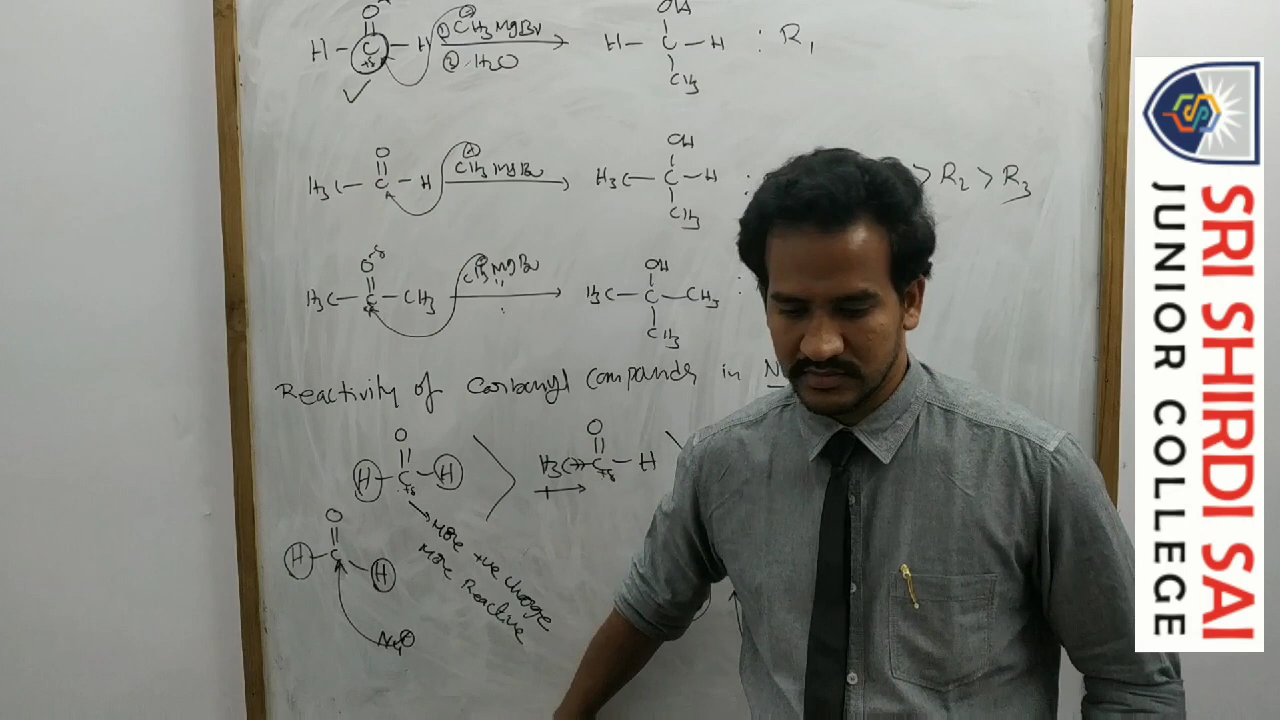 O
H - C - H ① CH3MgBr → H - C - H : R1
② H2O
OH
CH3
+δ
O
H3C - C - H CH3MgBr → H3C - C - H : > R2 > R3
OH
CH3
O
H3C - C - CH3 CH3MgBr → H3C - C - CH3 :
OH
CH3
Reactivity of Carbonyl Compounds in N
O
H - C - H
+δ
O
H3C - C - H
+δ
More +ve charge
More Reactive
O
H - C - H
Nu⊖
SRI SHIRDI SAI
JUNIOR COLLEGE